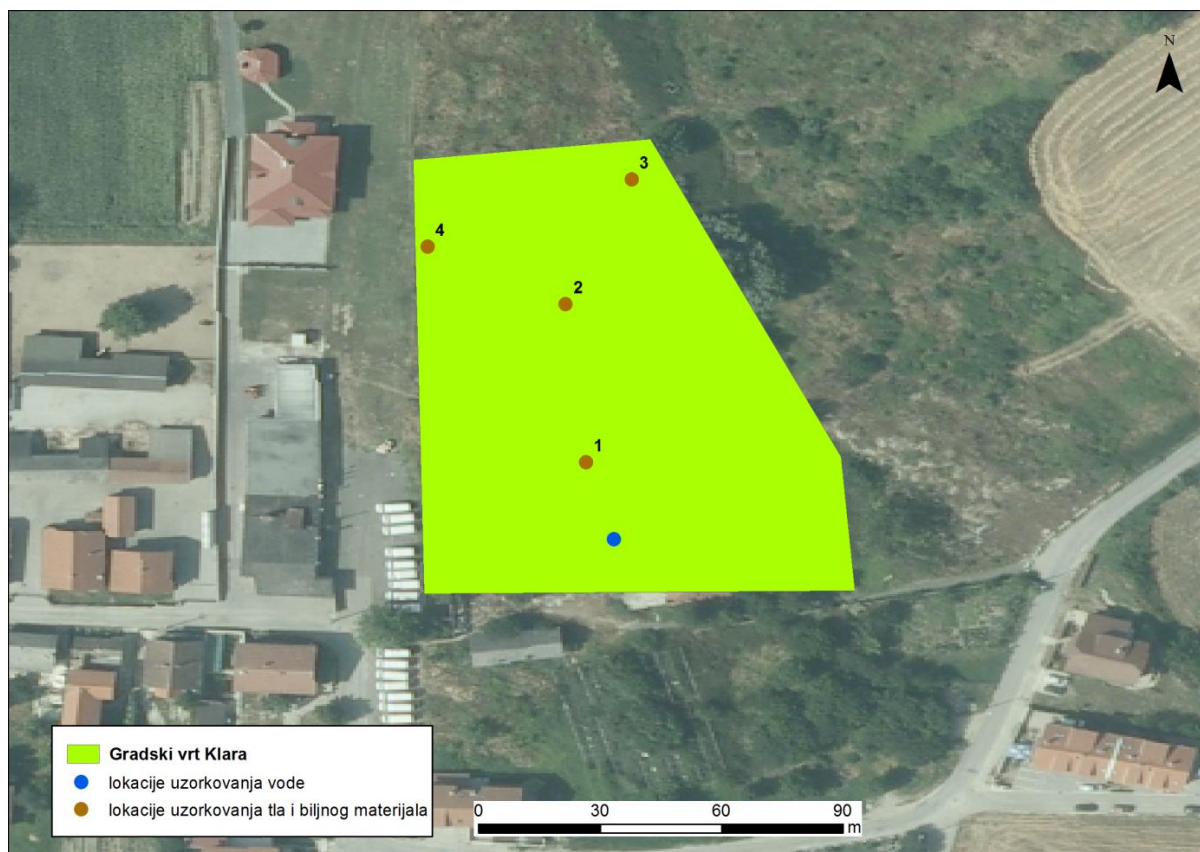 N
3
4
2
1
Gradski vrt Klara
lokacije uzorkovanja vode
lokacije uzorkovanja tla i biljnog materijala
0 30 60 90
m